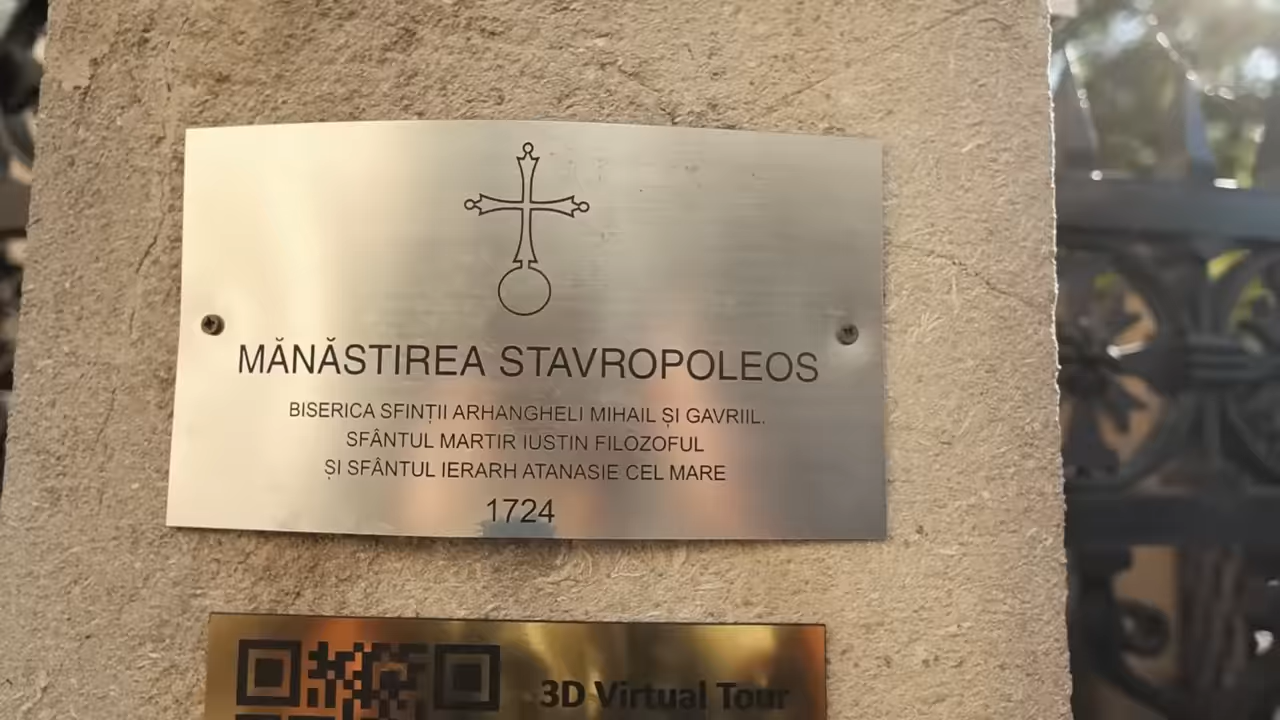 MĂNĂSTIREA STAVROPOLEOS
BISERICA SFINȚII ARHANGHELI MIHAIL ȘI GAVRIIL.
SFÂNTUL MARTIR IUSTIN FILOZOFUL
ȘI SFÂNTUL IERARH ATANASIE CEL MARE
1724
3D Virtual Tour